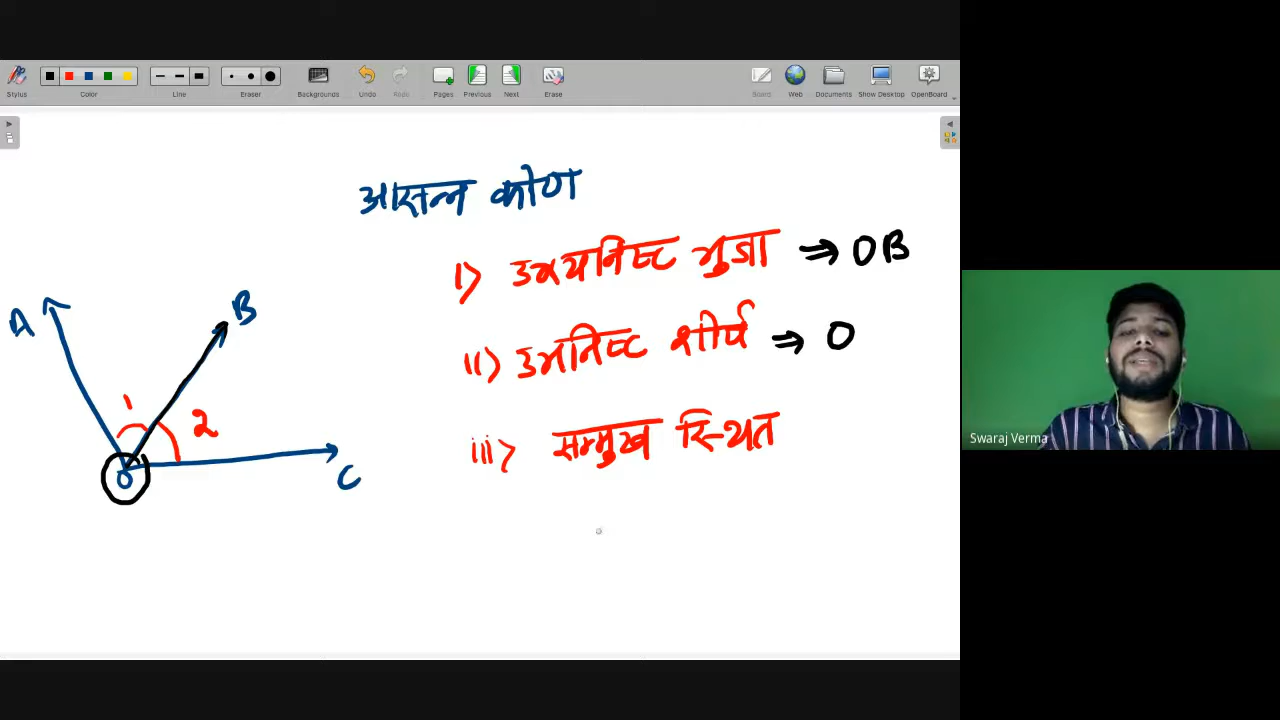 Stylus
Color
Line
Eraser
Backgrounds
Undo
Redo
Pages
Previous
Next
Erase
Board
Web
Documents
Show Desktop
OpenBoard
आसन्न कोण
i) उभयनिष्ट भुजा ⇒ OB
ii) उभनिष्ट शीर्ष ⇒ O
iii) सम्मुख स्थित
A
B
1
2
O
C
Swaraj Verma